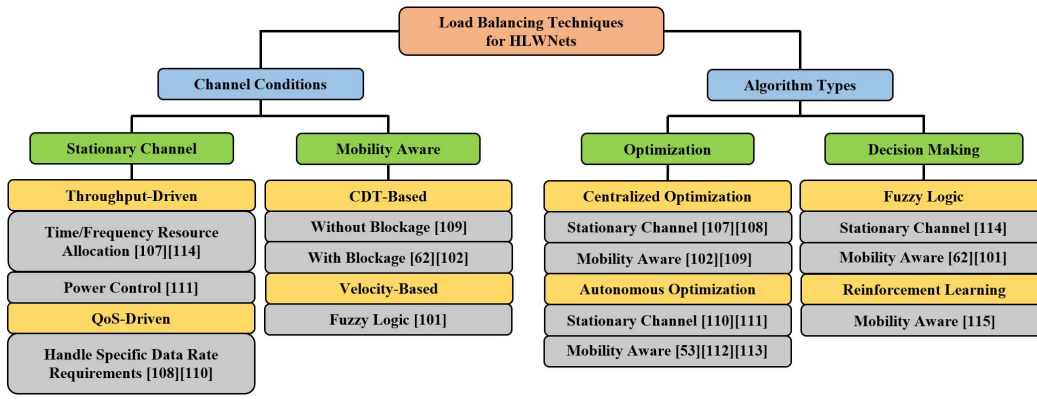 Load Balancing Techniques
for HLWNets
Channel Conditions
Algorithm Types
Stationary Channel
Mobility Aware
Optimization
Decision Making
Throughput-Driven
Time/Frequency Resource
Allocation [107][114]
Power Control [111]
QoS-Driven
Handle Specific Data Rate
Requirements [108][110]
CDT-Based
Without Blockage [109]
With Blockage [62][102]
Velocity-Based
Fuzzy Logic [101]
Centralized Optimization
Stationary Channel [107][108]
Mobility Aware [102][109]
Autonomous Optimization
Stationary Channel [110][111]
Mobility Aware [53][112][113]
Fuzzy Logic
Stationary Channel [114]
Mobility Aware [62][101]
Reinforcement Learning
Mobility Aware [115]